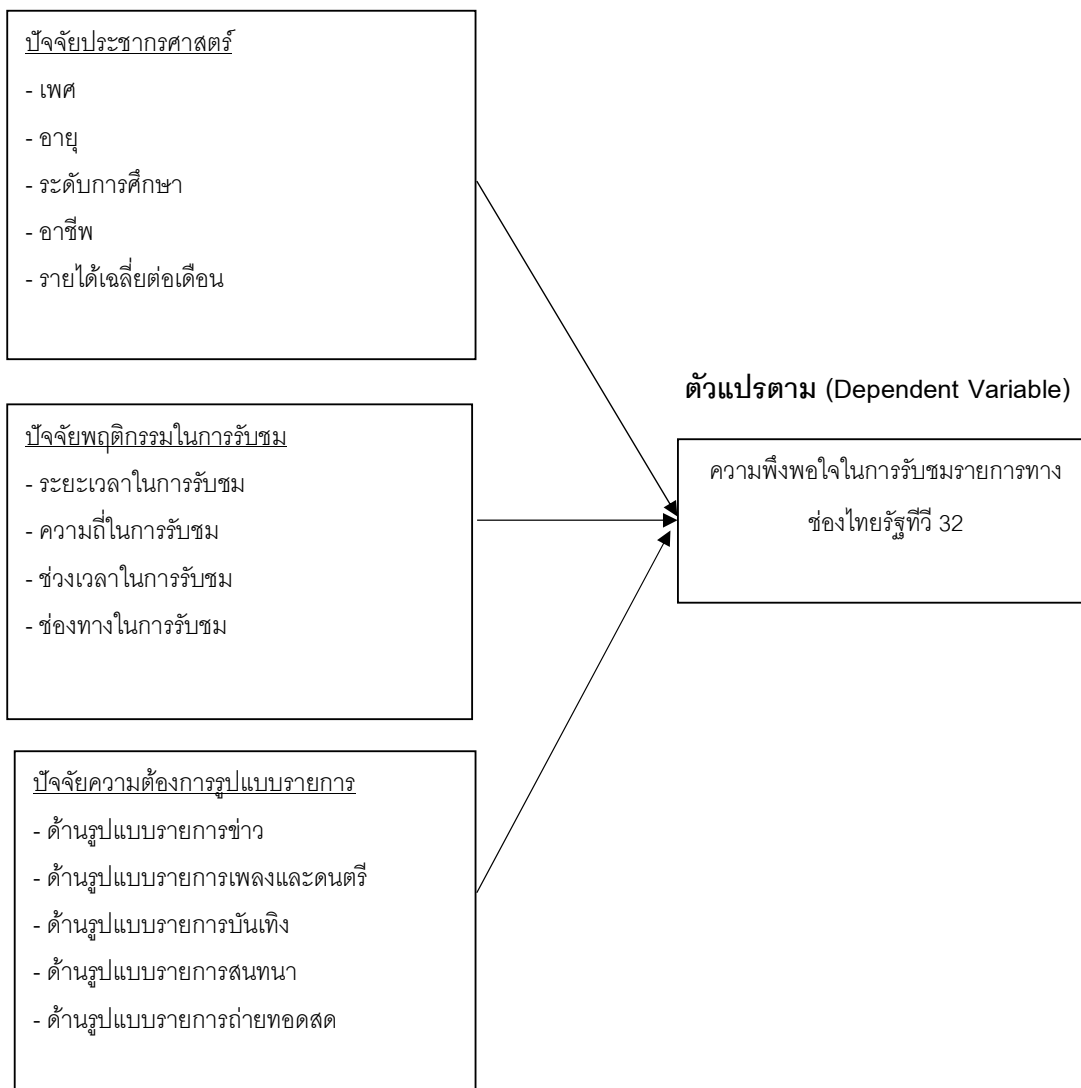 ปัจจัยประชากรศาสตร์
- เพศ
- อายุ
- ระดับการศึกษา
- อาชีพ
- รายได้เฉลี่ยต่อเดือน
ปัจจัยพฤติกรรมในการรับชม
- ระยะเวลาในการรับชม
- ความถี่ในการรับชม
- ช่วงเวลาในการรับชม
- ช่องทางในการรับชม
ปัจจัยความต้องการรูปแบบรายการ
- ด้านรูปแบบรายการข่าว
- ด้านรูปแบบรายการเพลงและดนตรี
- ด้านรูปแบบรายการบันเทิง
- ด้านรูปแบบรายการสนทนา
- ด้านรูปแบบรายการถ่ายทอดสด
ตัวแปรตาม (Dependent Variable)
ความพึงพอใจในการรับชมรายการทาง
ช่องไทยรัฐทีวี 32